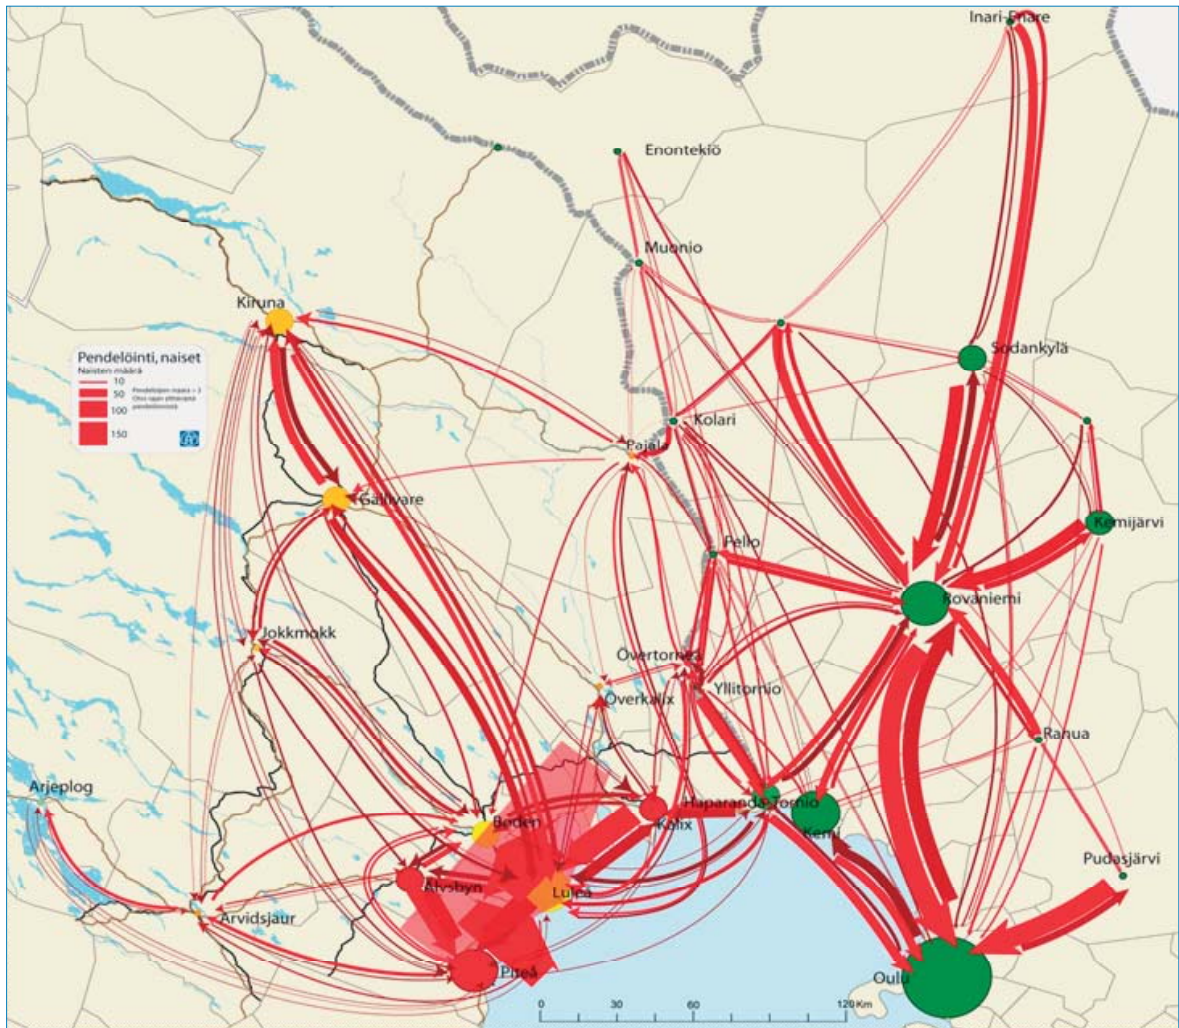 Inari-Enare
Enontekiö
Muonio
Kiruna
Sodankylä
Pendelöinti, naiset
Naisten määrä
10
50
100
150
Kolari
Pajala
Gällivare
Kemijärvi
Pello
Rovaniemi
Jokkmokk
Övertorneå
Yllitornio
Överkalix
Ranua
Arjeplog
Haparanda-Tornio
Boden
Kalix
Kemi
Pudasjärvi
Älvsbyn
Luleå
Arvidsjaur
Piteå
Oulu
0 30 60 120 Km